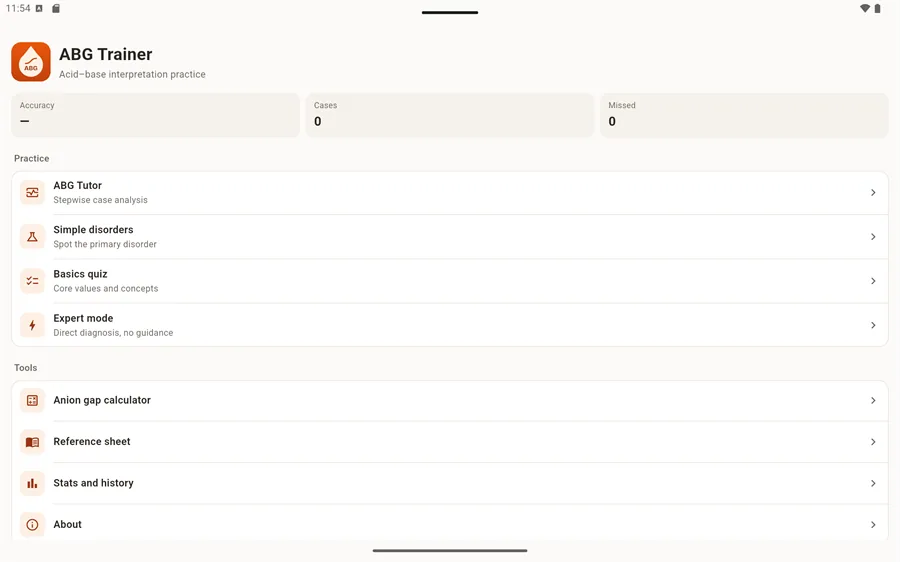 11:54
ABG
ABG Trainer
Acid–base interpretation practice
Accuracy
—
Cases
0
Missed
0
Practice
ABG Tutor
Stepwise case analysis
Simple disorders
Spot the primary disorder
Basics quiz
Core values and concepts
Expert mode
Direct diagnosis, no guidance
Tools
Anion gap calculator
Reference sheet
Stats and history
About